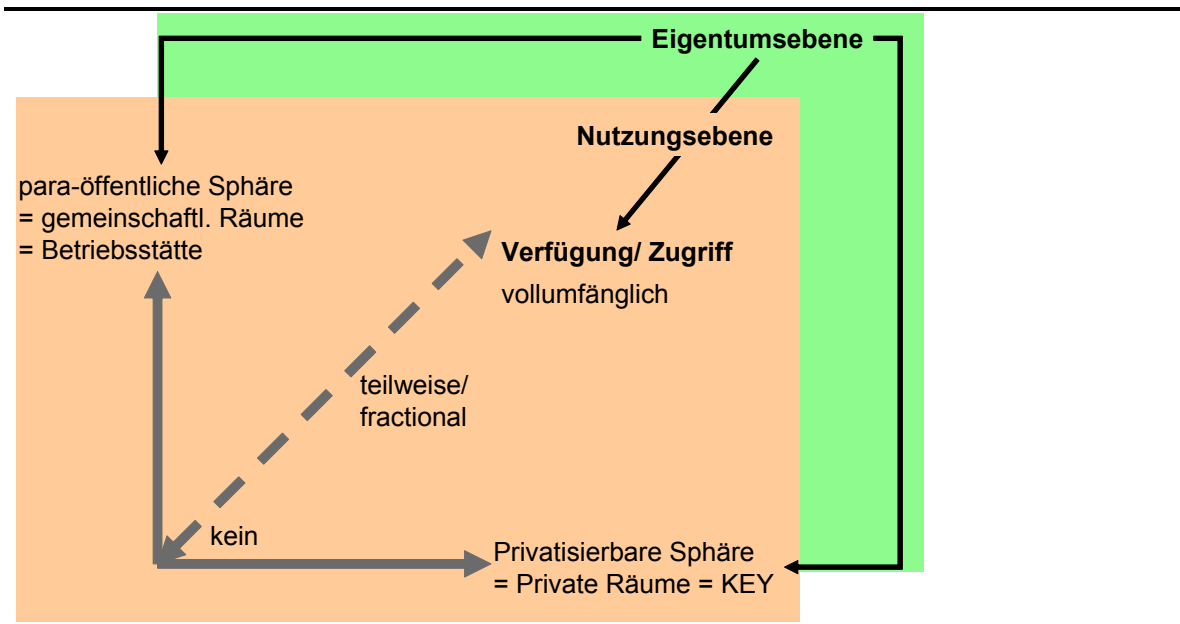 Eigentumsebene
Nutzungsebene
para-öffentliche Sphäre
= gemeinschaftl. Räume
= Betriebsstätte
Verfügung/ Zugriff
vollumfänglich
teilweise/
fractional
kein
Privatisierbare Sphäre
= Private Räume = KEY